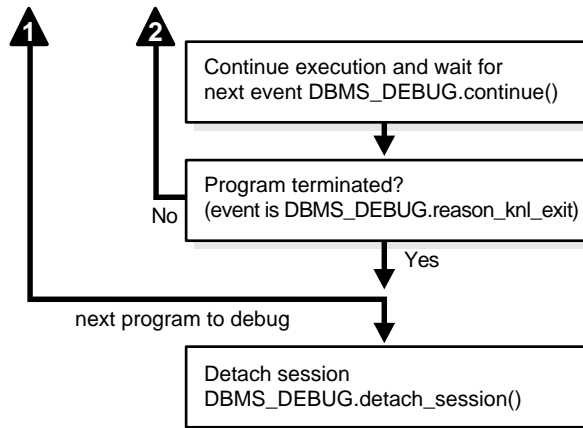 1
2
Continue execution and wait for
next event DBMS_DEBUG.continue()
Program terminated?
(event is DBMS_DEBUG.reason_knl_exit)
No
Yes
next program to debug
Detach session
DBMS_DEBUG.detach_session()